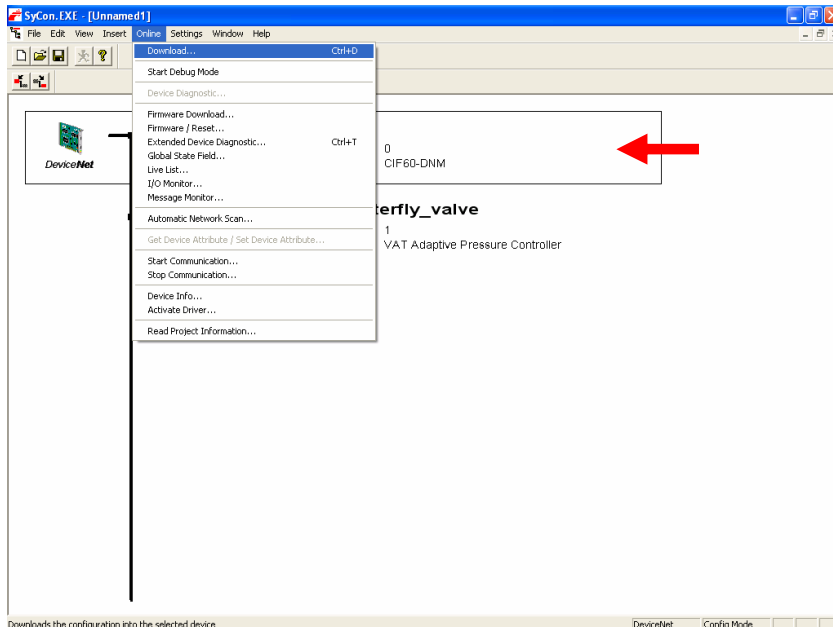 SyCon.EXE - [Unnamed1]
File Edit View Insert Online Settings Window Help
Download... Ctrl+D
Start Debug Mode
Device Diagnostic...
Firmware Download...
Firmware / Reset...
Extended Device Diagnostic... Ctrl+T
Global State Field...
Live List...
I/O Monitor...
Message Monitor...
Automatic Network Scan...
Get Device Attribute / Set Device Attribute...
Start Communication...
Stop Communication...
Device Info...
Activate Driver...
Read Project Information...
DeviceNet
0
CIF60-DNM
erfly_valve
1
VAT Adaptive Pressure Controller
Downloads the configuration into the selected device
DeviceNet Config Mode